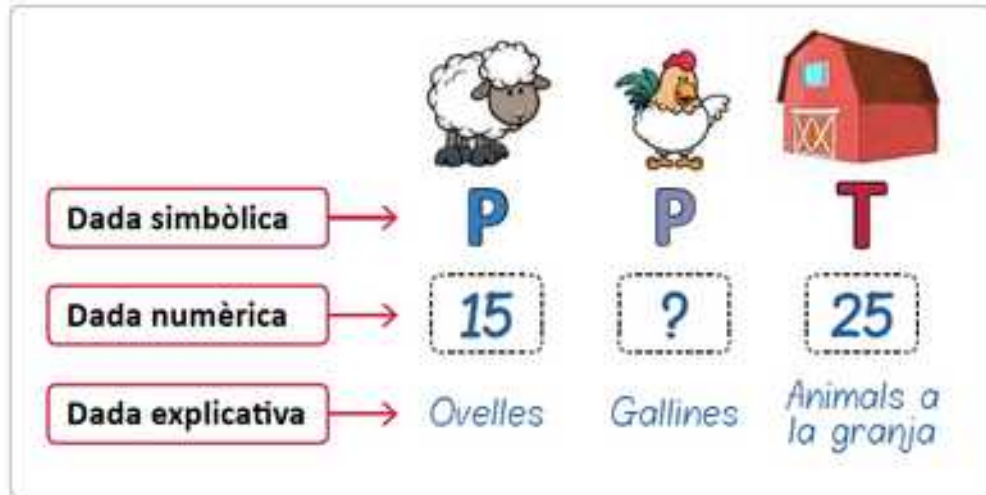 Dada simbòlica P P T
Dada numèrica 15 ? 25
Dada explicativa Ovelles Gallines Animals a
la granja